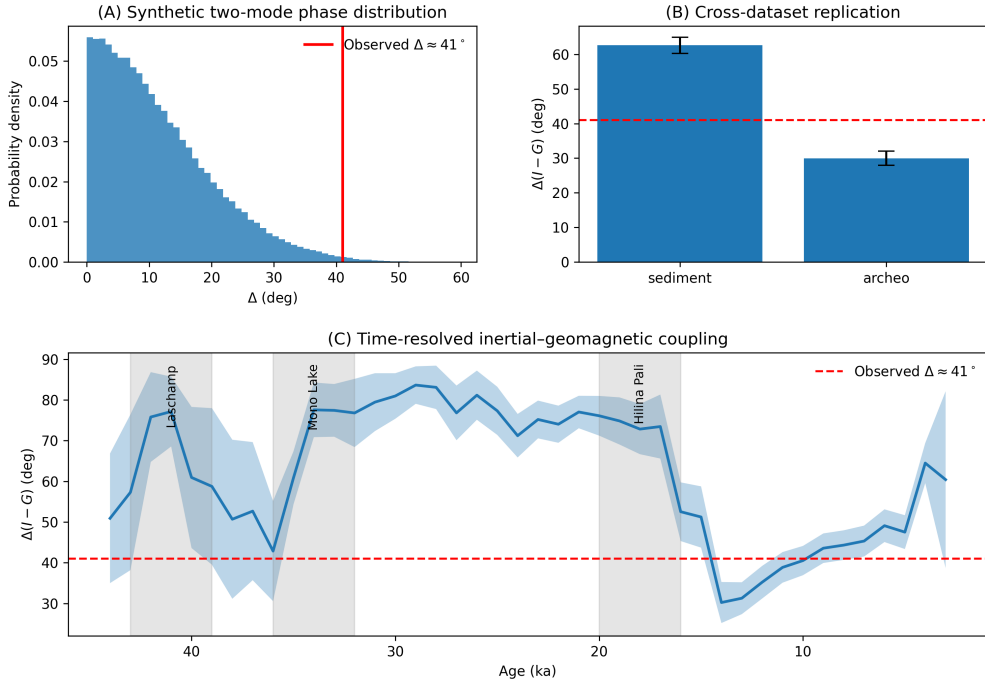 (A) Synthetic two-mode phase distribution
Probability density
0.05
0.04
0.03
0.02
0.01
0.00
Observed Δ ≈ 41°
0 10 20 30 40 50 60
Δ (deg)
(B) Cross-dataset replication
Δ(I − G) (deg)
60
50
40
30
20
10
0
sediment archeo
(C) Time-resolved inertial–geomagnetic coupling
Δ(I − G) (deg)
90
80
70
60
50
40
30
Laschamp
Mono Lake
Hilina Pali
Observed Δ ≈ 41°
40 30 20 10
Age (ka)